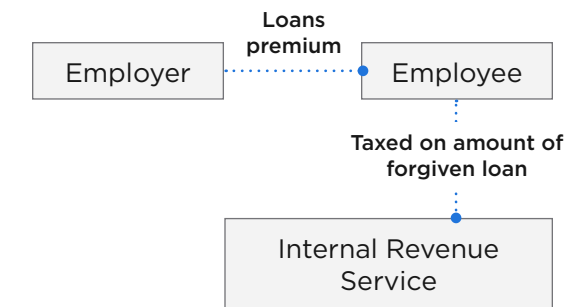 Loans
premium
Employer
Employee
Taxed on amount of
forgiven loan
Internal Revenue
Service